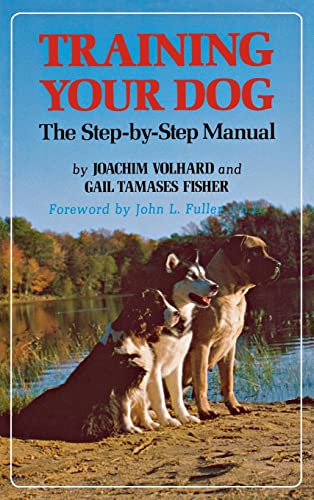 TRAINING
YOUR DOG
The Step-by-Step Manual
by JOACHIM VOLHARD and
GAIL TAMASES FISHER
Foreword by John L. Fuller